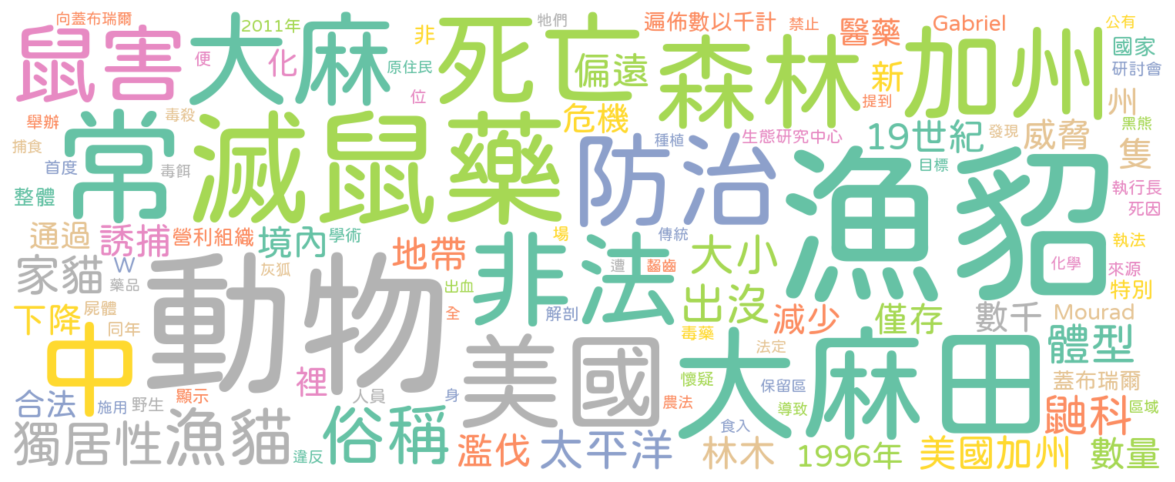 向蓋布瑞爾
2011年
非
牠們
遍佈數以千計
禁止
醫藥
Gabriel
公有
鼠害
大麻
死亡
偏遠
森林
加州
國家
便
化
原住民
新
研討會
位
提到
州
舉辦
毒殺
危機
種植
生態研究中心
19世紀
發現
威脅
黑熊
隻
捕食
常
滅鼠藥
防治
漁貂
首度
毒餌
目標
執行長
整體
死因
通過
誘捕
營利組織
境內
學術
地帶
非法
場
傳統
大小
執法
家貓
W
藥品
動物
灰狐
出血
遭
齧齒
化學
來源
特別
下降
屍體
同年
中
全
解剖
出沒
減少
僅存
數千
Mourad
美國
毒藥
大麻田
體型
法定
合法
施用
野生
顯示
裡
人員
身
懷疑
保留區
蓋布瑞爾
農法
導致
鼬科
區域
獨居性
漁貓
違反
俗稱
濫伐
太平洋
食入
林木
1996年
美國加州
數量